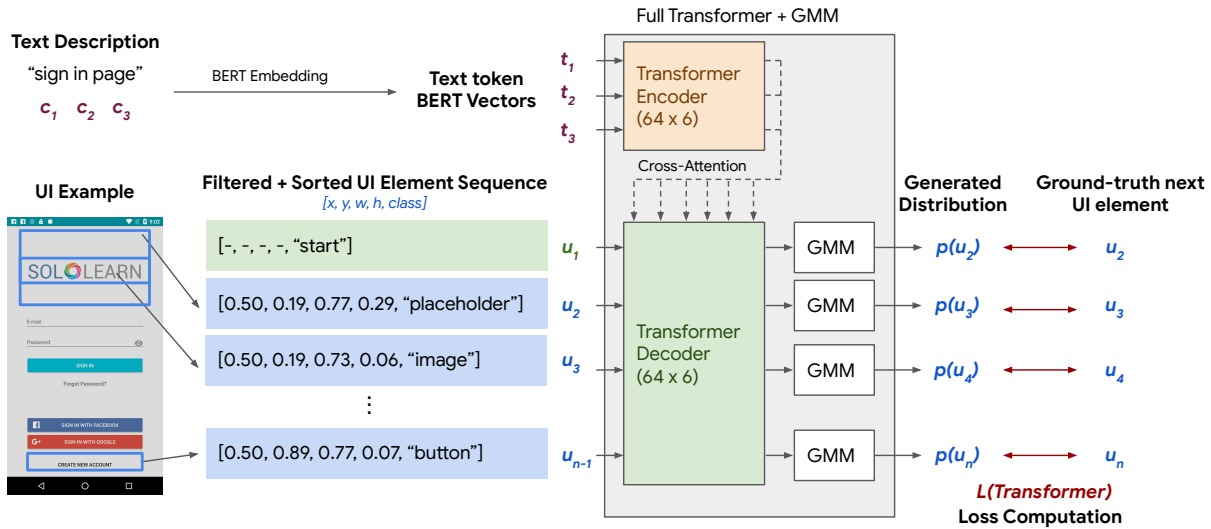 Full Transformer + GMM
Text Description
“sign in page”
c1 c2 c3
BERT Embedding
Text token
BERT Vectors
t1
t2
t3
Transformer
Encoder
(64 x 6)
Cross-Attention
UI Example
9:02
SOLOLEARN
E-mail
Password
SIGN IN
Forgot Password?
SIGN IN WITH FACEBOOK
G+ SIGN IN WITH GOOGLE
CREATE NEW ACCOUNT
Filtered + Sorted UI Element Sequence
[x, y, w, h, class]
[-, -, -, -, “start”]
[0.50, 0.19, 0.77, 0.29, “placeholder”]
[0.50, 0.19, 0.73, 0.06, “image”]
⋮
[0.50, 0.89, 0.77, 0.07, “button”]
u1
u2
u3
un-1
Transformer
Decoder
(64 x 6)
GMM
GMM
GMM
GMM
Generated
Distribution
p(u2)
p(u3)
p(u4)
p(un)
Ground-truth next
UI element
u2
u3
u4
un
L(Transformer)
Loss Computation